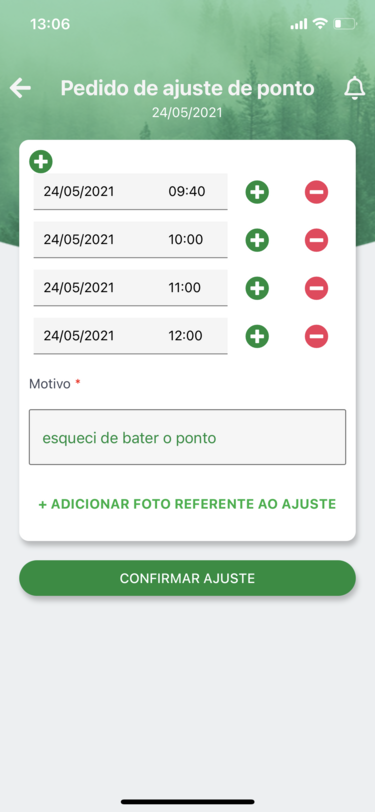 13:06
Pedido de ajuste de ponto
24/05/2021
24/05/2021 09:40
24/05/2021 10:00
24/05/2021 11:00
24/05/2021 12:00
Motivo *
esqueci de bater o ponto
+ ADICIONAR FOTO REFERENTE AO AJUSTE
CONFIRMAR AJUSTE